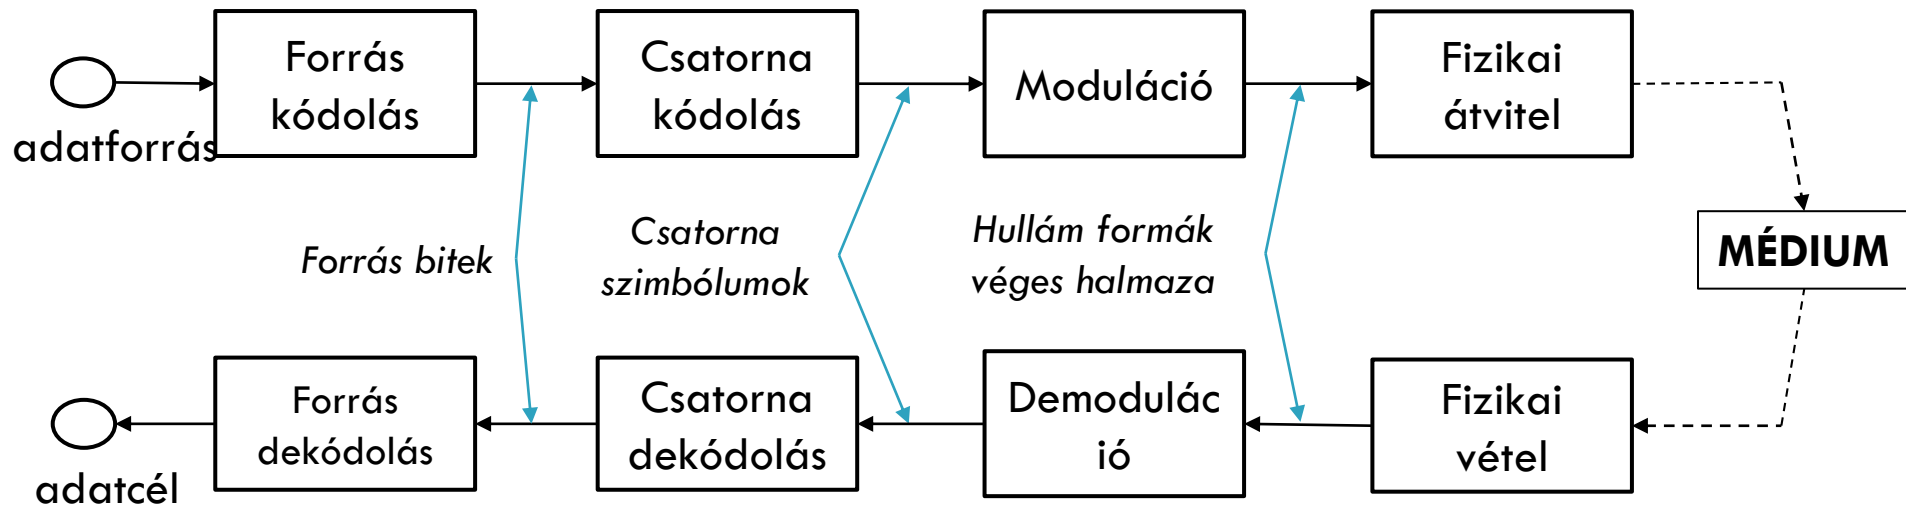 Forrás
kódolás
Csatorna
kódolás
Moduláció
Fizikai
átvitel
adatforrás
Forrás bitek
Csatorna
szimbólumok
Hullám formák
véges halmaza
MÉDIUM
Forrás
dekódolás
Csatorna
dekódolás
Demodulác
ió
Fizikai
vétel
adatcél